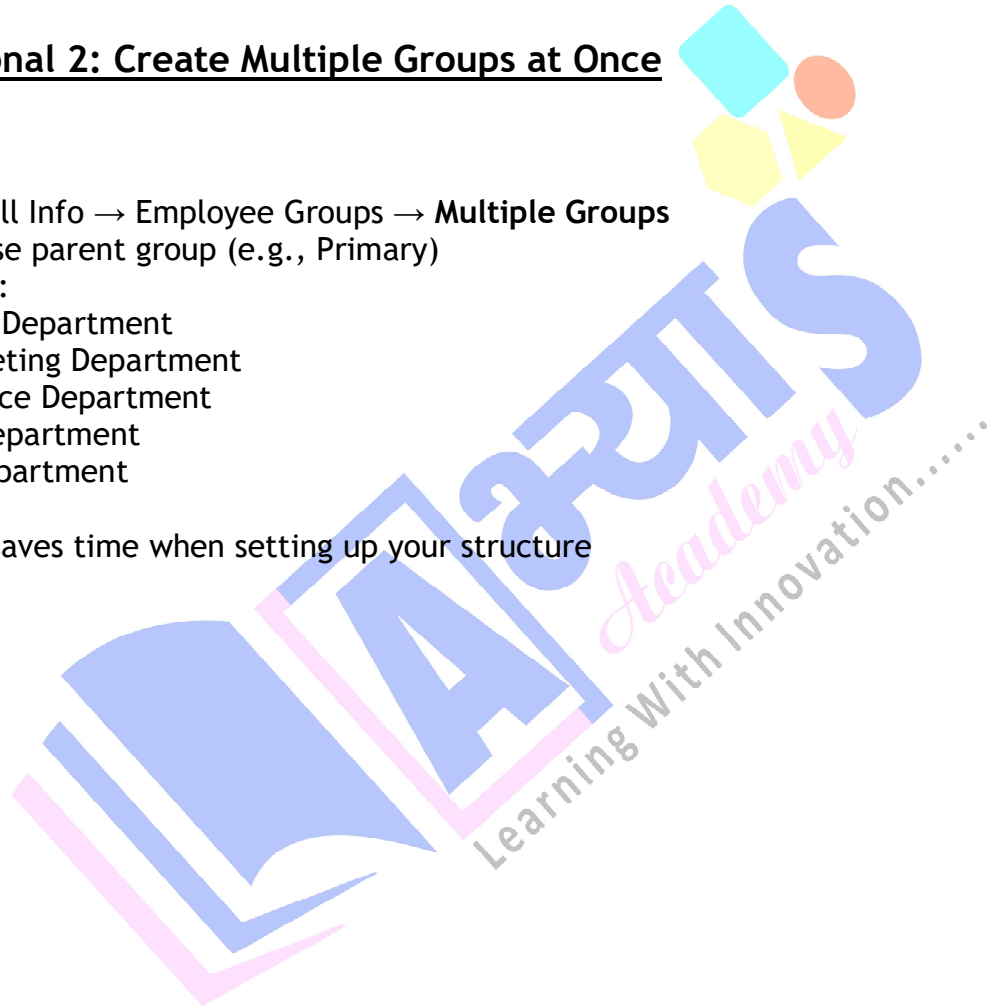 onal 2: Create Multiple Groups at Once
ll Info → Employee Groups → Multiple Groups
se parent group (e.g., Primary)
:
Department
eting Department
ce Department
epartment
partment
aves time when setting up your structure
A
भ्यास
Academy
Learning With Innovation......